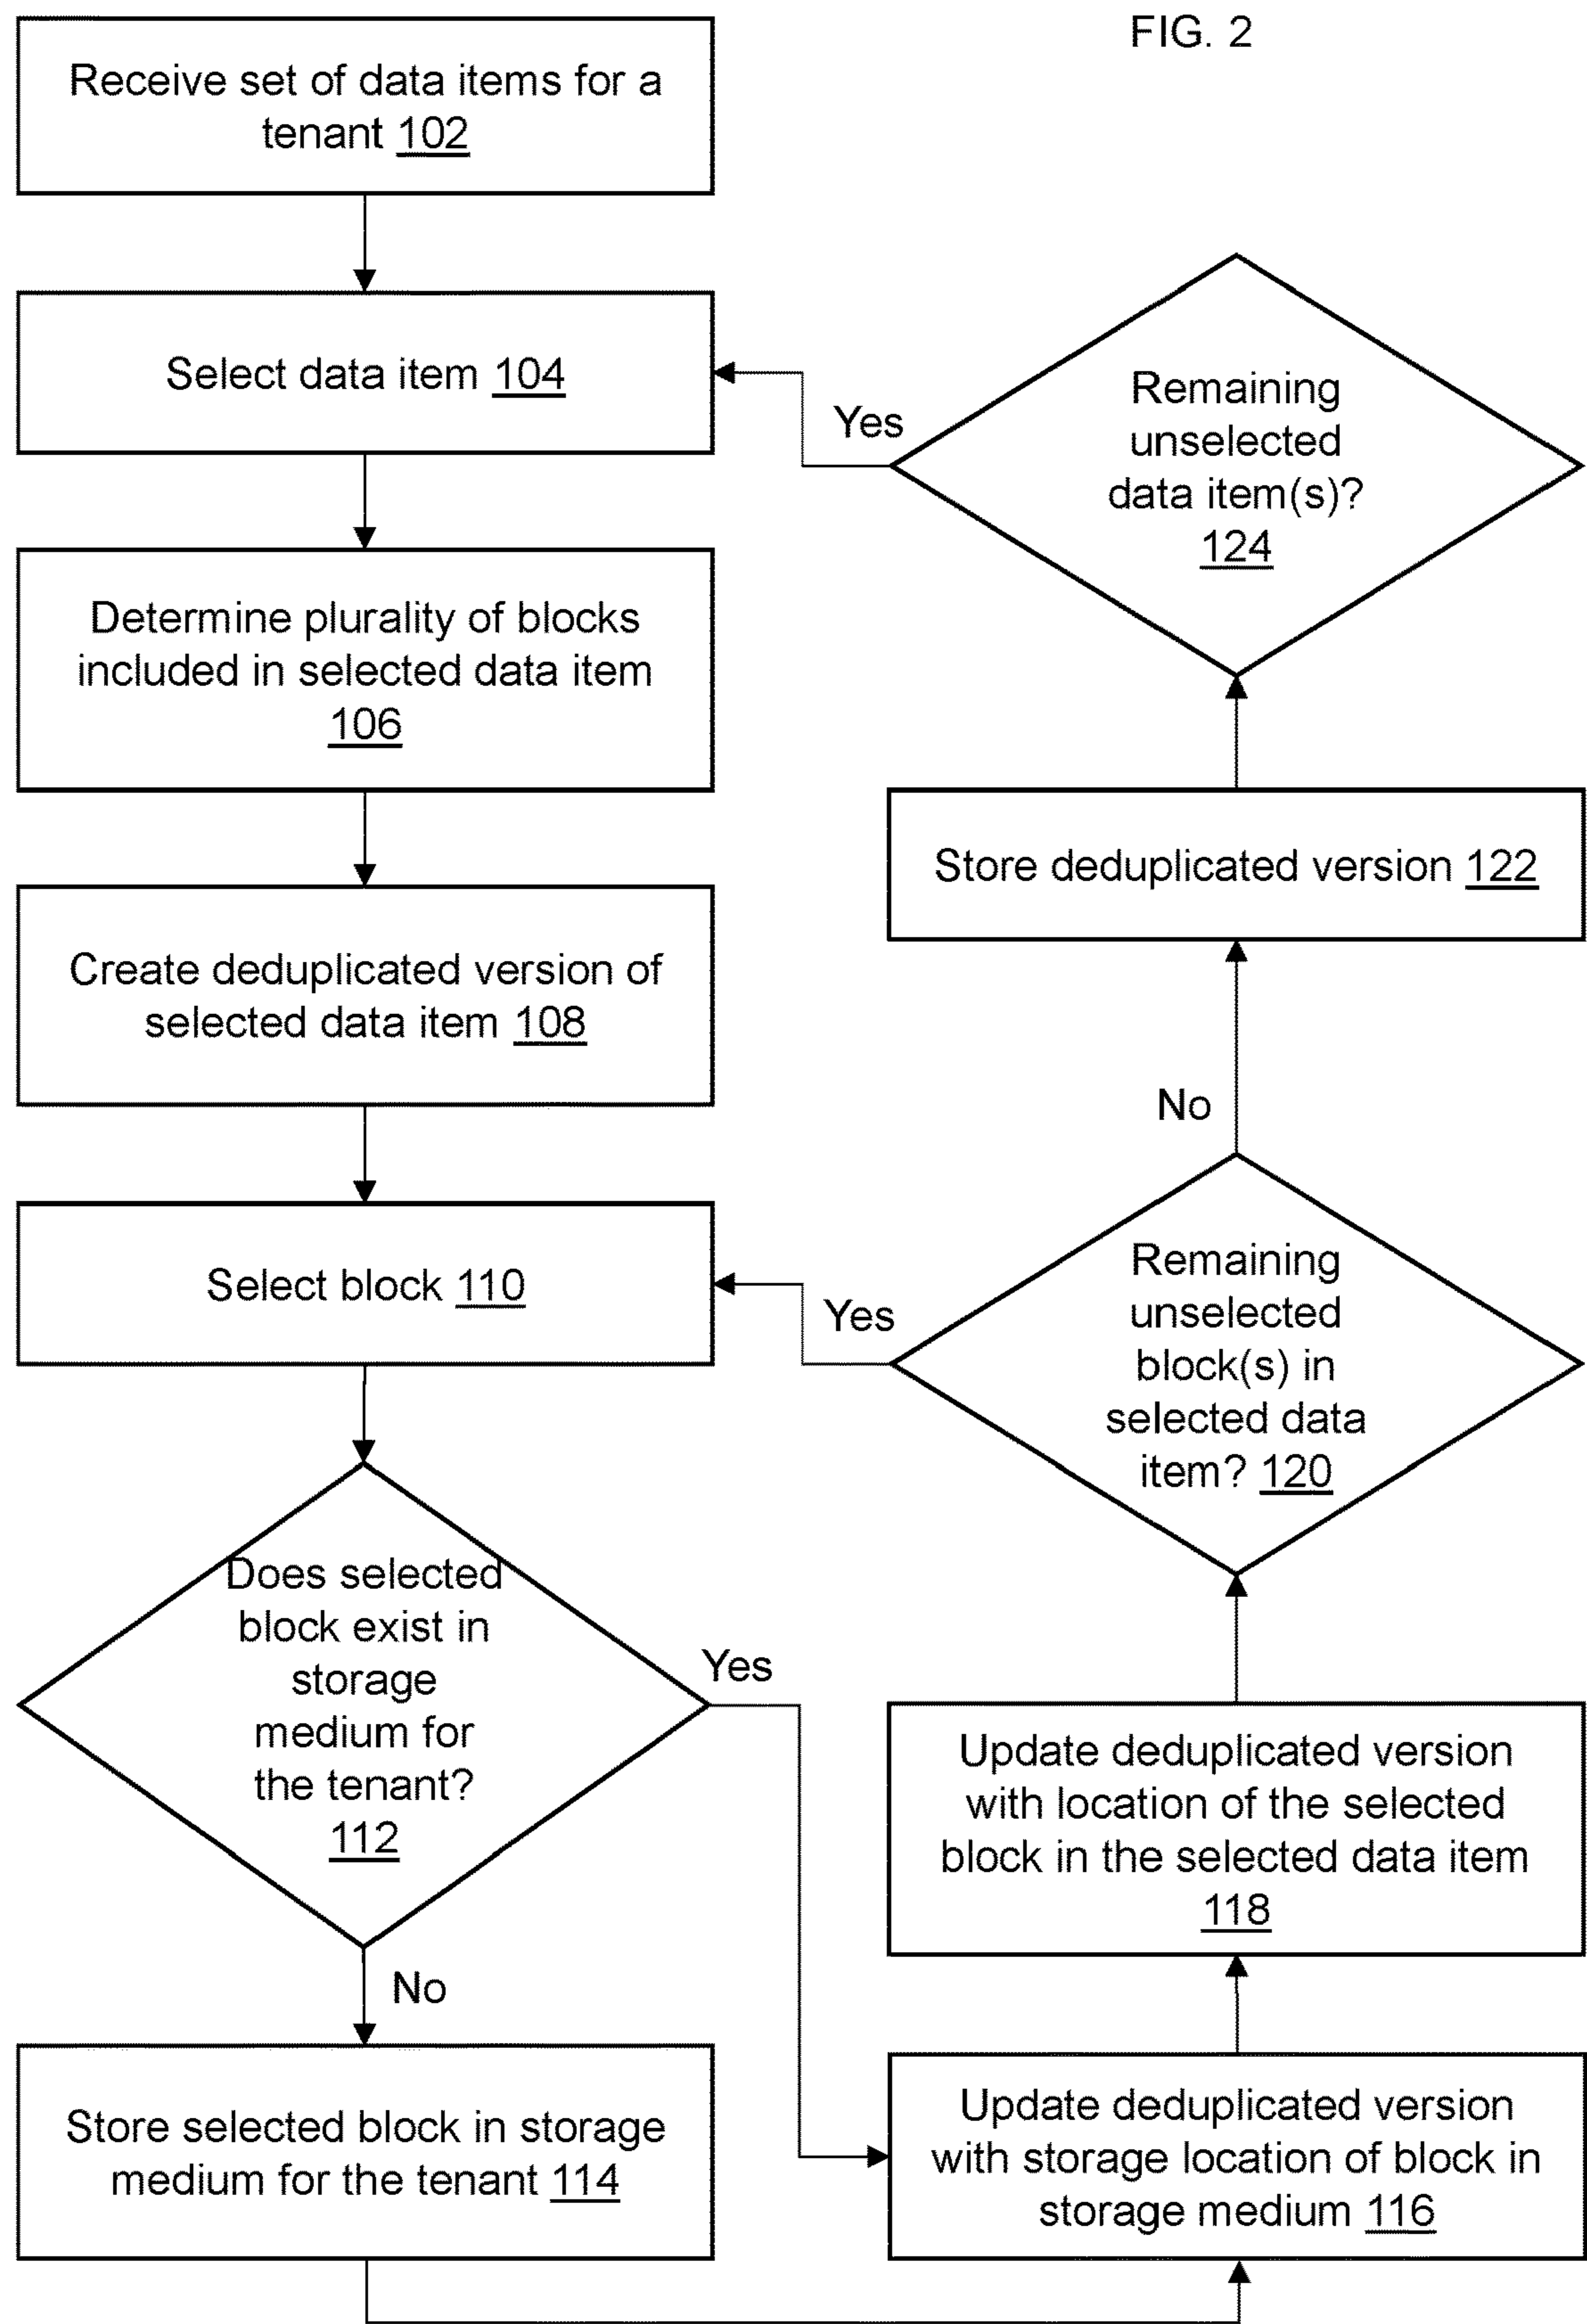 FIG. 2
Receive set of data items for a
tenant 102
Select data item 104
Determine plurality of blocks
included in selected data item
106
Create deduplicated version of
selected data item 108
Select block 110
Does selected
block exist in
storage
medium for
the tenant?
112
Yes
No
Store selected block in storage
medium for the tenant 114
Update deduplicated version
with storage location of block in
storage medium 116
Update deduplicated version
with location of the selected
block in the selected data item
118
Remaining
unselected
block(s) in
selected data
item? 120
Yes
No
Store deduplicated version 122
Remaining
unselected
data item(s)?
124
Yes